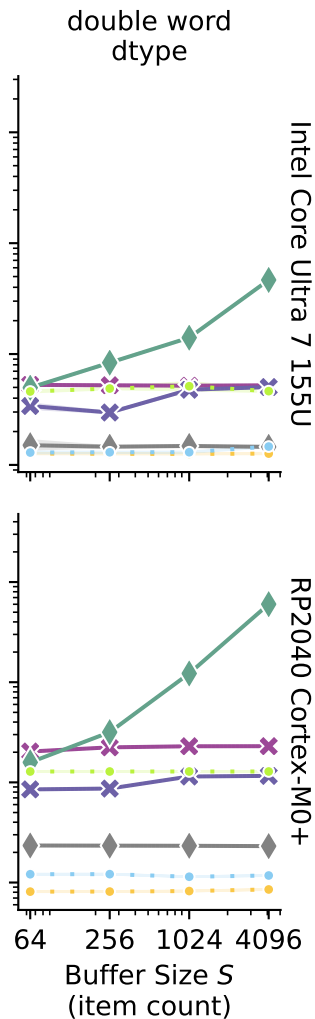 double word
dtype
Intel Core Ultra 7 155U
RP2040 Cortex-M0+
64 256 1024 4096
Buffer Size S
(item count)